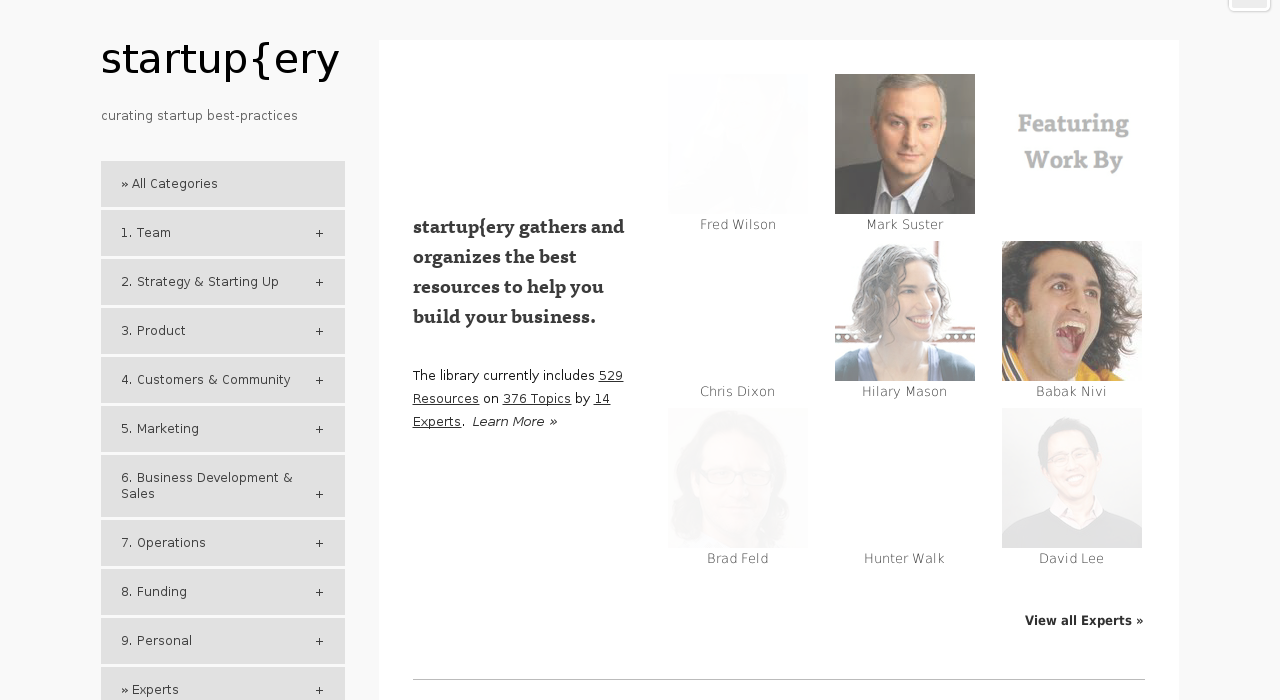 startup{ery
curating startup best-practices
» All Categories
1. Team +
2. Strategy & Starting Up +
3. Product +
4. Customers & Community +
5. Marketing +
6. Business Development &
Sales +
7. Operations +
8. Funding +
9. Personal +
» Experts +
startup{ery gathers and
organizes the best
resources to help you
build your business.
The library currently includes 529
Resources on 376 Topics by 14
Experts. Learn More »
Featuring
Work By
Fred Wilson
Mark Suster
Chris Dixon
Hilary Mason
Babak Nivi
Brad Feld
Hunter Walk
David Lee
View all Experts »